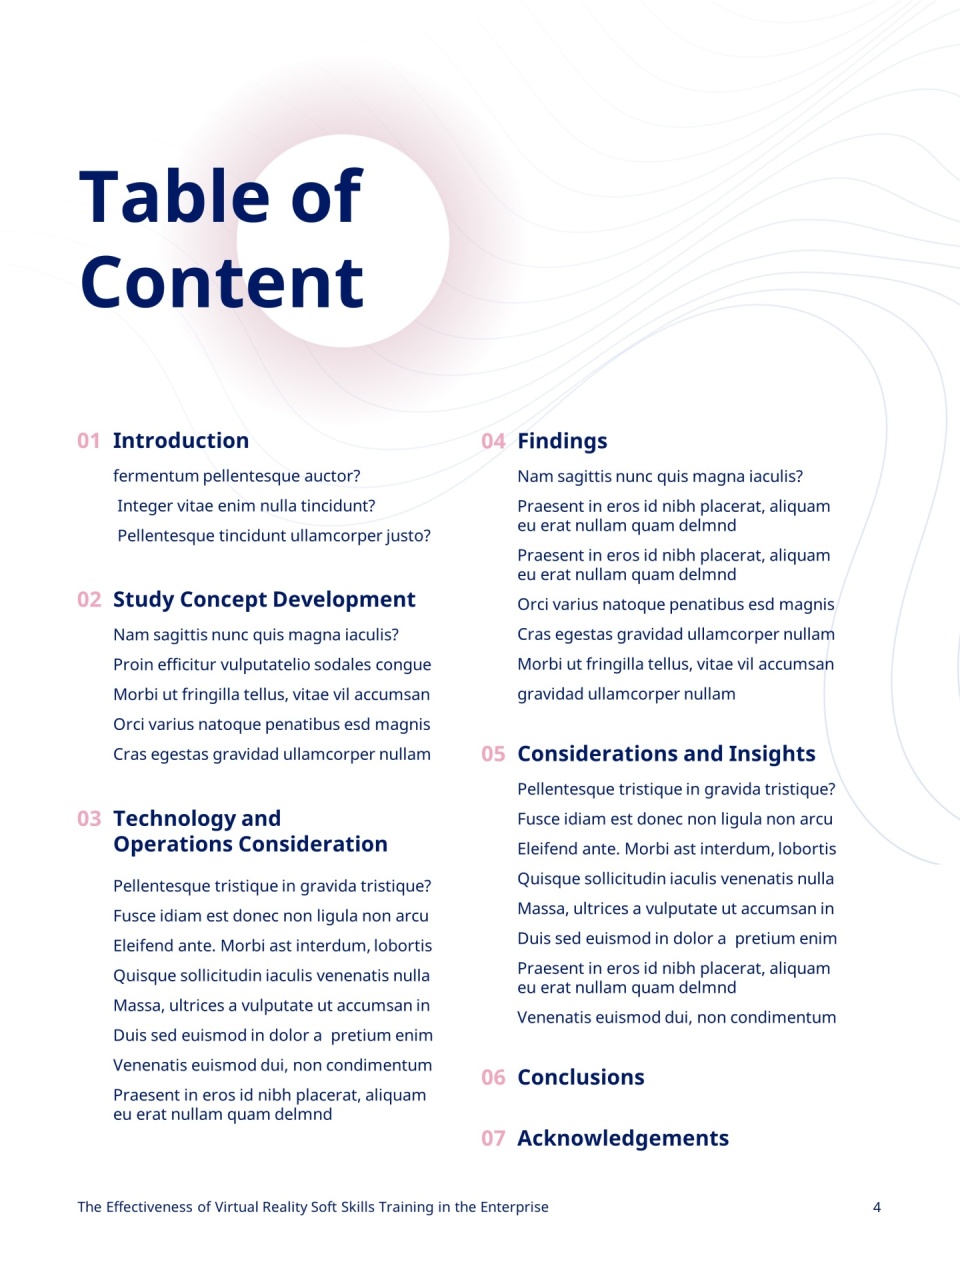 Table of
Content
01 Introduction
fermentum pellentesque auctor?
Integer vitae enim nulla tincidunt?
Pellentesque tincidunt ullamcorper justo?
02 Study Concept Development
Nam sagittis nunc quis magna iaculis?
Proin efficitur vulputatelio sodales congue
Morbi ut fringilla tellus, vitae vil accumsan
Orci varius natoque penatibus esd magnis
Cras egestas gravidad ullamcorper nullam
03 Technology and
Operations Consideration
Pellentesque tristique in gravida tristique?
Fusce idiam est donec non ligula non arcu
Eleifend ante. Morbi ast interdum, lobortis
Quisque sollicitudin iaculis venenatis nulla
Massa, ultrices a vulputate ut accumsan in
Duis sed euismod in dolor a  pretium enim
Venenatis euismod dui, non condimentum
Praesent in eros id nibh placerat, aliquam
eu erat nullam quam delmnd
04 Findings
Nam sagittis nunc quis magna iaculis?
Praesent in eros id nibh placerat, aliquam
eu erat nullam quam delmnd
Praesent in eros id nibh placerat, aliquam
eu erat nullam quam delmnd
Orci varius natoque penatibus esd magnis
Cras egestas gravidad ullamcorper nullam
Morbi ut fringilla tellus, vitae vil accumsan
gravidad ullamcorper nullam
05 Considerations and Insights
Pellentesque tristique in gravida tristique?
Fusce idiam est donec non ligula non arcu
Eleifend ante. Morbi ast interdum, lobortis
Quisque sollicitudin iaculis venenatis nulla
Massa, ultrices a vulputate ut accumsan in
Duis sed euismod in dolor a  pretium enim
Praesent in eros id nibh placerat, aliquam
eu erat nullam quam delmnd
Venenatis euismod dui, non condimentum
06 Conclusions
07 Acknowledgements
The Effectiveness of Virtual Reality Soft Skills Training in the Enterprise
4